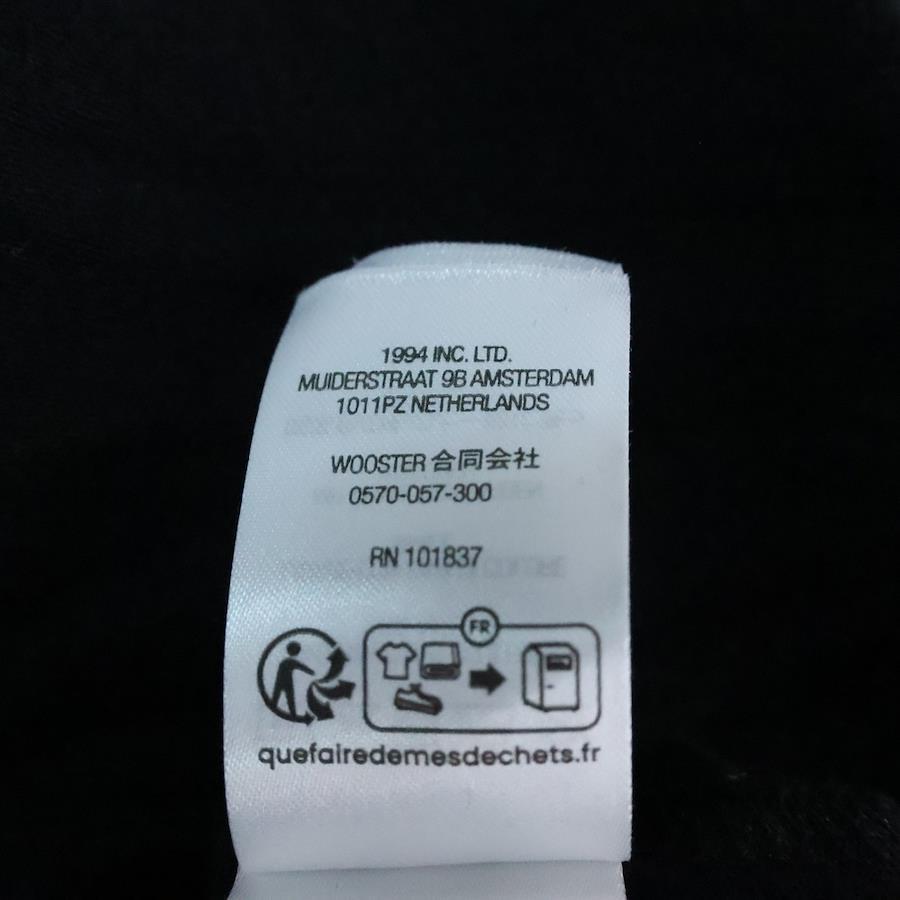 1994 INC. LTD.
MUIDERSTRAAT 9B AMSTERDAM
1011PZ NETHERLANDS
WOOSTER 合同会社
0570-057-300
RN 101837
FR
quefairedemesdechets.fr